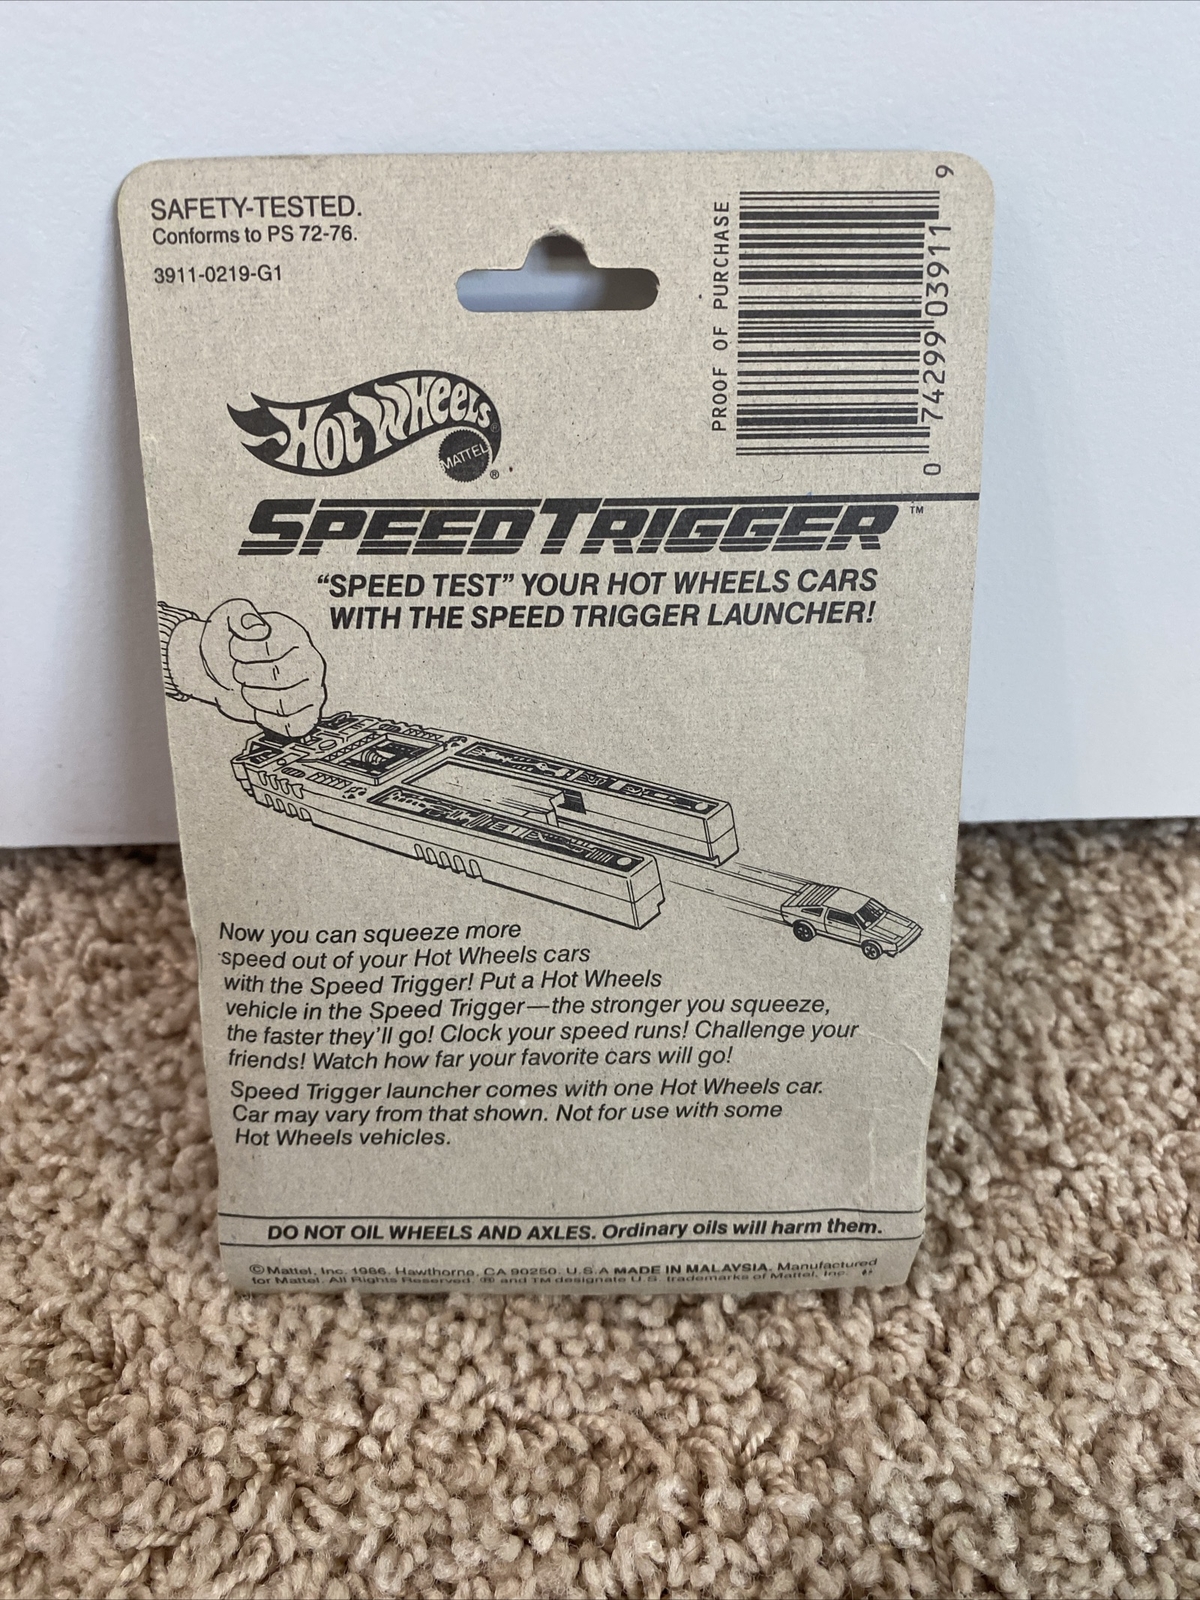 SAFETY-TESTED.
Conforms to PS 72-76.
3911-0219-G1
PROOF OF PURCHASE
0 74299 03911 9
Hot Wheels®
MATTEL
®
SPEED TRIGGER™
“SPEED TEST” YOUR HOT WHEELS CARS
WITH THE SPEED TRIGGER LAUNCHER!
Now you can squeeze more
speed out of your Hot Wheels cars
with the Speed Trigger! Put a Hot Wheels
vehicle in the Speed Trigger—the stronger you squeeze,
the faster they’ll go! Clock your speed runs! Challenge your
friends! Watch how far your favorite cars will go!
Speed Trigger launcher comes with one Hot Wheels car.
Car may vary from that shown. Not for use with some
Hot Wheels vehicles.
DO NOT OIL WHEELS AND AXLES. Ordinary oils will harm them.
©Mattel, Inc. 1986. Hawthorne, CA 90250. U.S.A MADE IN MALAYSIA. Manufactured
for Mattel. All Rights Reserved. ® and TM designate U.S. trademarks of Mattel, Inc.